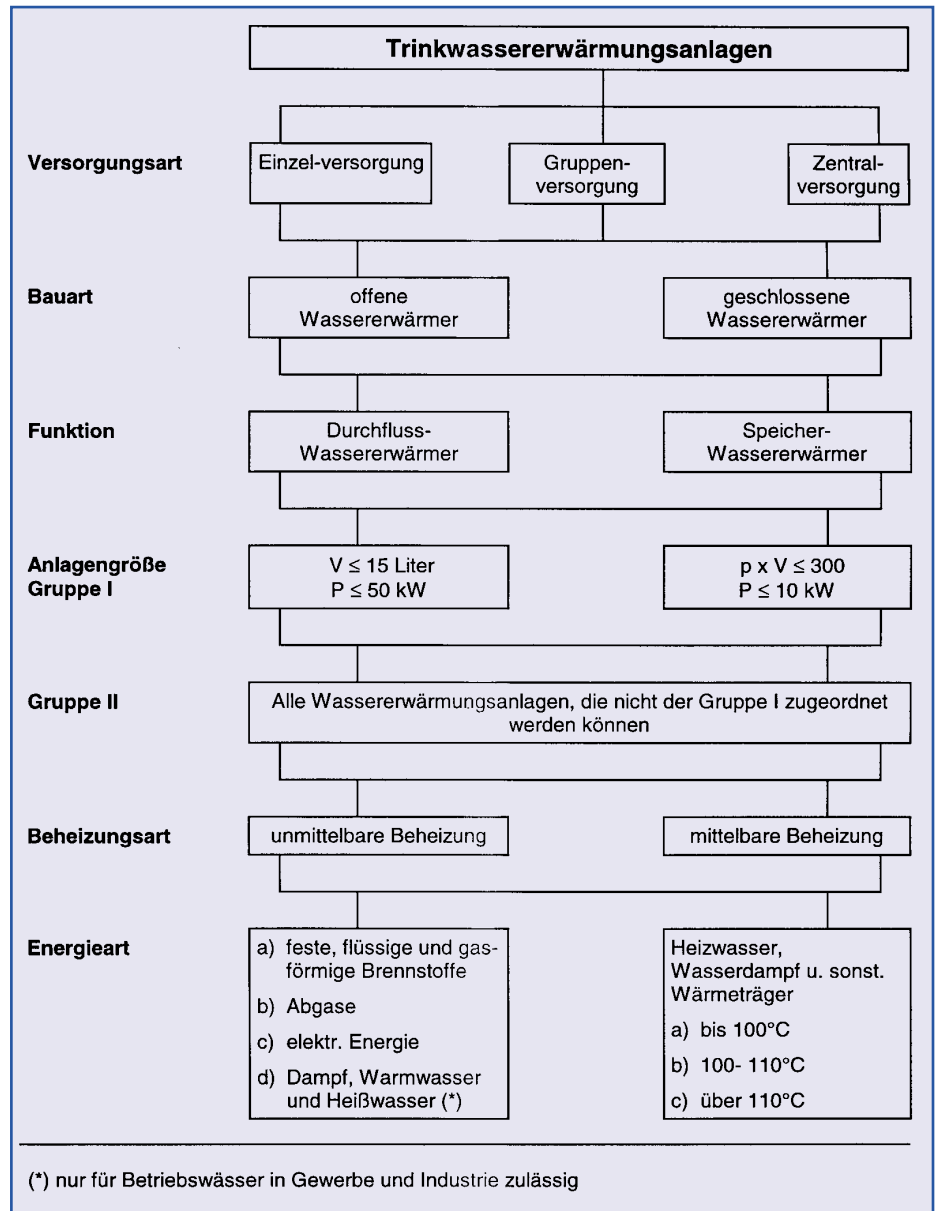 Trinkwassererwärmungsanlagen
Versorgungsart
Einzel-versorgung
Gruppen-
versorgung
Zentral-
versorgung
Bauart
offene
Wassererwärmer
geschlossene
Wassererwärmer
Funktion
Durchfluss-
Wassererwärmer
Speicher-
Wassererwärmer
Anlagengröße
Gruppe I
V ≤ 15 Liter
P ≤ 50 kW
p x V ≤ 300
P ≤ 10 kW
Gruppe II
Alle Wassererwärmungsanlagen, die nicht der Gruppe I zugeordnet
werden können
Beheizungsart
unmittelbare Beheizung
mittelbare Beheizung
Energieart
a) feste, flüssige und gas-
förmige Brennstoffe
b) Abgase
c) elektr. Energie
d) Dampf, Warmwasser
und Heißwasser (*)
Heizwasser,
Wasserdampf u. sonst.
Wärmeträger
a) bis 100°C
b) 100- 110°C
c) über 110°C
(*) nur für Betriebswässer in Gewerbe und Industrie zulässig